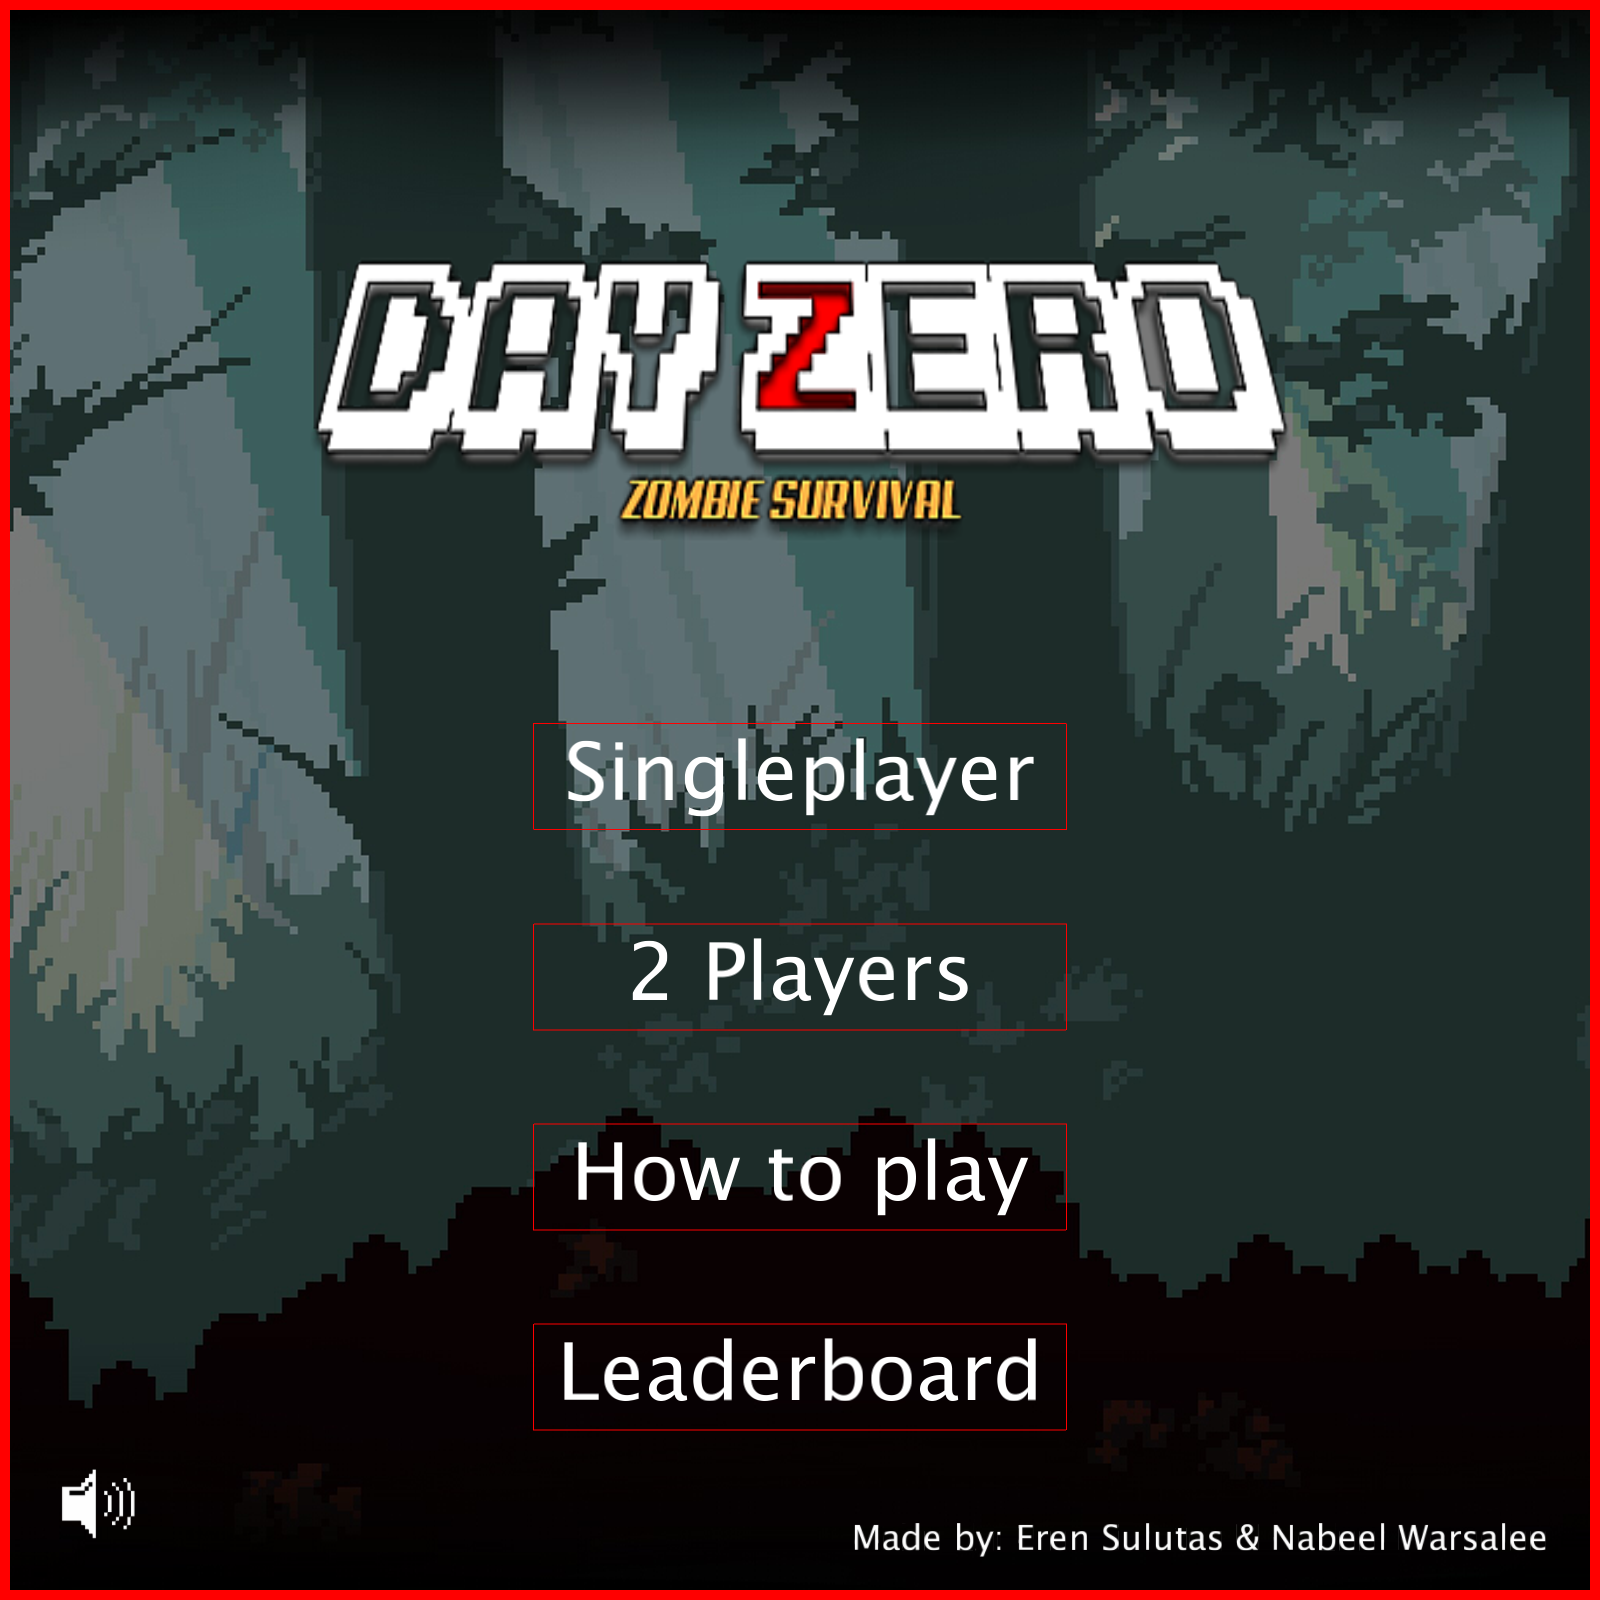 DAY ZERO
ZOMBIE SURVIVAL
Singleplayer
2 Players
How to play
Leaderboard
Made by: Eren Sulutas & Nabeel Warsalee